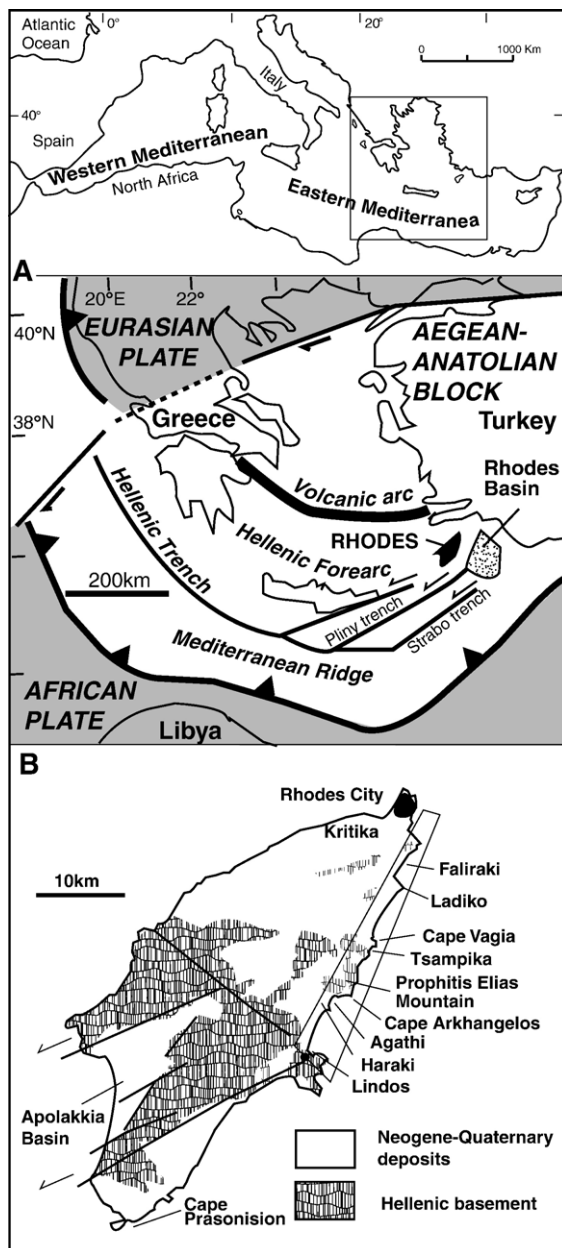 Atlantic
Ocean
0°
20°
0 1000 Km
Italy
40°
Spain
Western Mediterranean
North Africa
Eastern Mediterranea
A
20°E 22°
40°N
EURASIAN
PLATE
AEGEAN-
ANATOLIAN
BLOCK
38°N
Greece
Turkey
Rhodes
Basin
Volcanic arc
Hellenic Trench
RHODES
Hellenic Forearc
200km
Pliny trench
Strabo trench
Mediterranean Ridge
AFRICAN
PLATE
Libya
B
Rhodes City
Kritika
10km
Faliraki
Ladiko
Cape Vagia
Tsampika
Prophitis Elias
Mountain
Cape Arkhangelos
Agathi
Haraki
Lindos
Apolakkia
Basin
Neogene-Quaternary
deposits
Hellenic basement
Cape
Prasonision